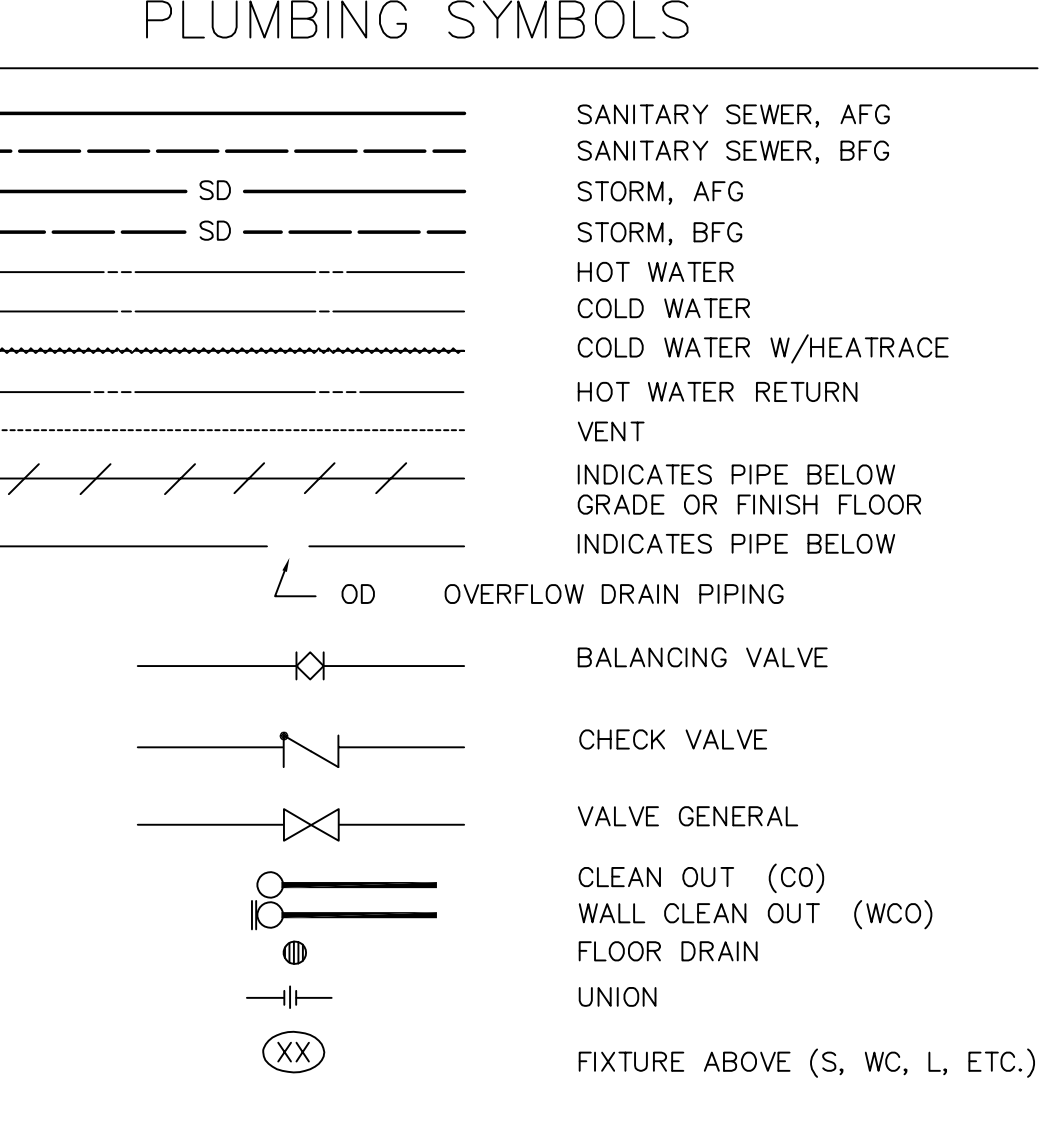 PLUMBING SYMBOLS
SANITARY SEWER, AFG
SANITARY SEWER, BFG
SD STORM, AFG
SD STORM, BFG
HOT WATER
COLD WATER
COLD WATER W/HEATRACE
HOT WATER RETURN
VENT
INDICATES PIPE BELOW
GRADE OR FINISH FLOOR
INDICATES PIPE BELOW
OD OVERFLOW DRAIN PIPING
BALANCING VALVE
CHECK VALVE
VALVE GENERAL
CLEAN OUT (CO)
WALL CLEAN OUT (WCO)
FLOOR DRAIN
UNION
XX FIXTURE ABOVE (S, WC, L, ETC.)